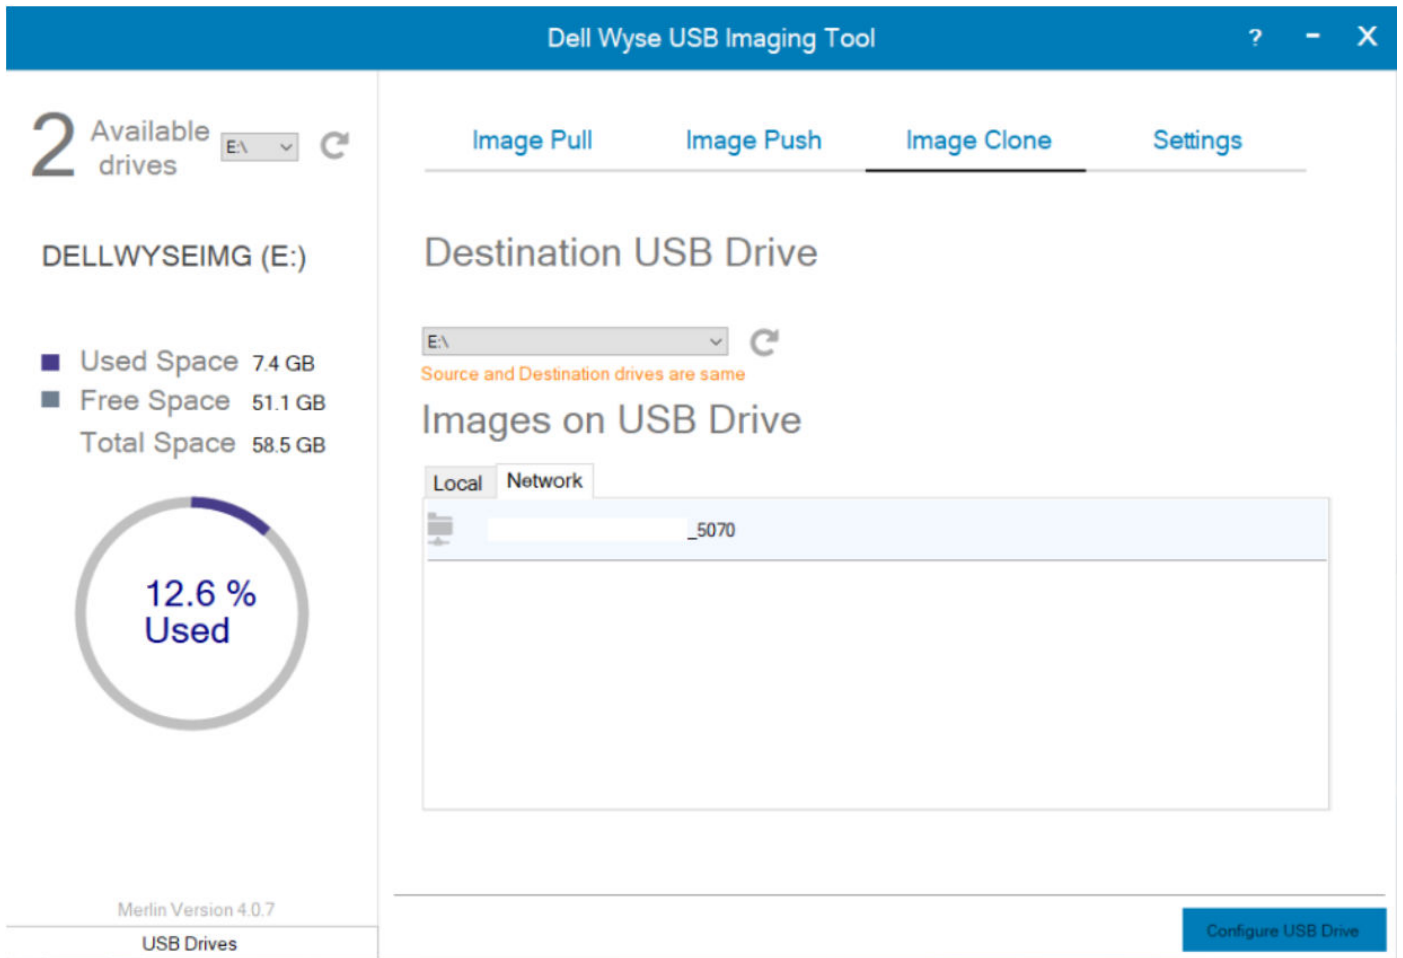 Dell Wyse USB Imaging Tool
? - X
2 Available drives E:\
DELLWYSEIMG (E:)
Used Space 7.4 GB
Free Space 51.1 GB
Total Space 58.5 GB
12.6 %
Used
Merlin Version 4.0.7
USB Drives
Image Pull Image Push Image Clone Settings
Destination USB Drive
E:\
Source and Destination drives are same
Images on USB Drive
Local Network
_5070
Configure USB Drive